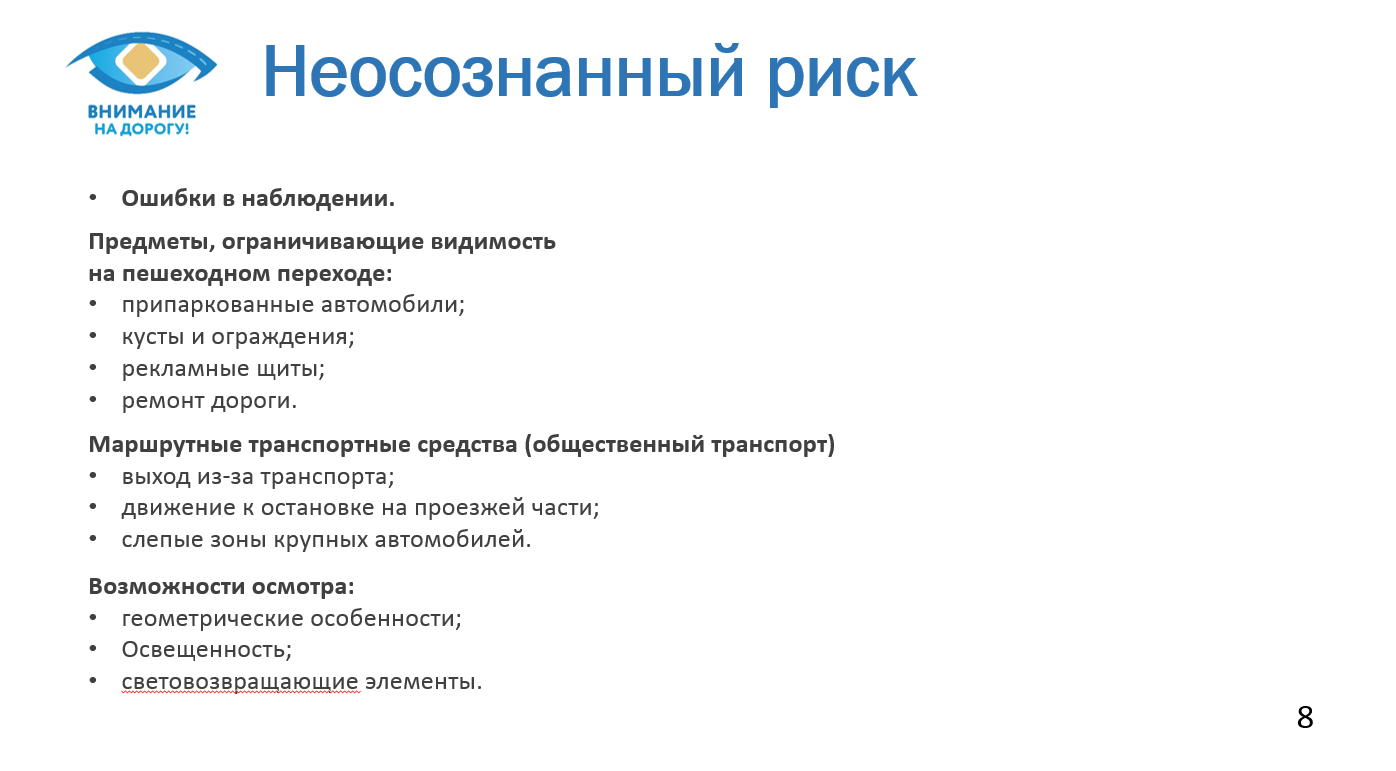 ВНИМАНИЕ
НА ДОРОГУ!
Неосознанный риск
• Ошибки в наблюдении.
Предметы, ограничивающие видимость
на пешеходном переходе:
• припаркованные автомобили;
• кусты и ограждения;
• рекламные щиты;
• ремонт дороги.
Маршрутные транспортные средства (общественный транспорт)
• выход из-за транспорта;
• движение к остановке на проезжей части;
• слепые зоны крупных автомобилей.
Возможности осмотра:
• геометрические особенности;
• Освещенность;
• световозвращающие элементы.
8